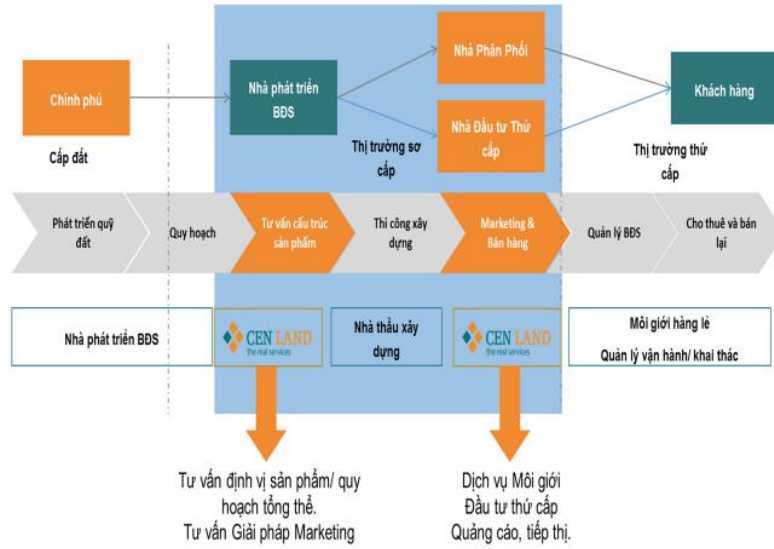 Chính phủ
Nhà phát triển
BĐS
Nhà Phân Phối
Nhà Đầu tư Thứ
cấp
Khách hàng
Cấp đất
Thị trường sơ
cấp
Thị trường thứ
cấp
Phát triển quỹ
đất
Quy hoạch
Tư vấn cấu trúc
sản phẩm
Thi công xây
dựng
Marketing &
Bán hàng
Quản lý BĐS
Cho thuê và bán
lại
Nhà phát triển BĐS
CEN LAND
the real services
Nhà thầu xây
dựng
CEN LAND
the real services
Môi giới hàng lẻ
Quản lý vận hành/ khai thác
Tư vấn định vị sản phẩm/ quy
hoạch tổng thể.
Tư vấn Giải pháp Marketing
Dịch vụ Môi giới
Đầu tư thứ cấp
Quảng cáo, tiếp thị.